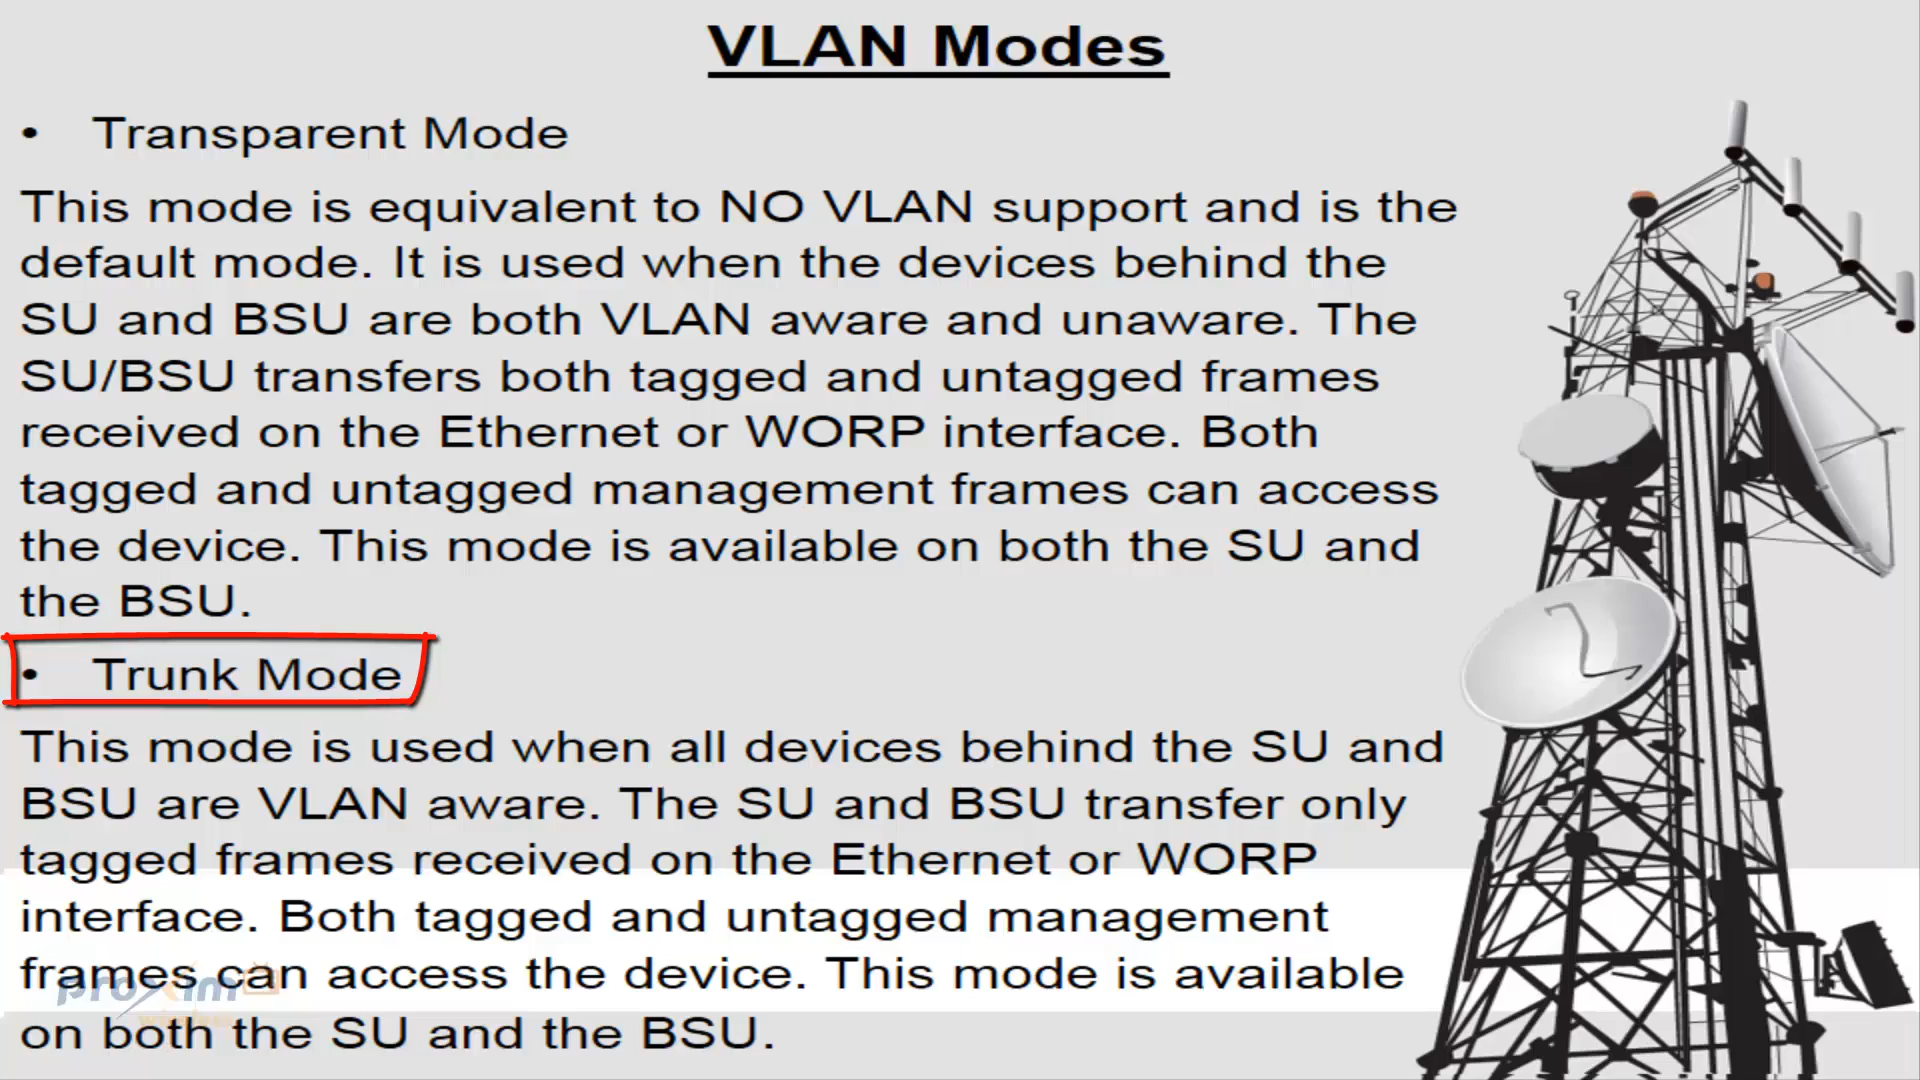 VLAN Modes
• Transparent Mode
This mode is equivalent to NO VLAN support and is the
default mode. It is used when the devices behind the
SU and BSU are both VLAN aware and unaware. The
SU/BSU transfers both tagged and untagged frames
received on the Ethernet or WORP interface. Both
tagged and untagged management frames can access
the device. This mode is available on both the SU and
the BSU.
• Trunk Mode
This mode is used when all devices behind the SU and
BSU are VLAN aware. The SU and BSU transfer only
tagged frames received on the Ethernet or WORP
interface. Both tagged and untagged management
frames can access the device. This mode is available
on both the SU and the BSU.
proxim
wireless